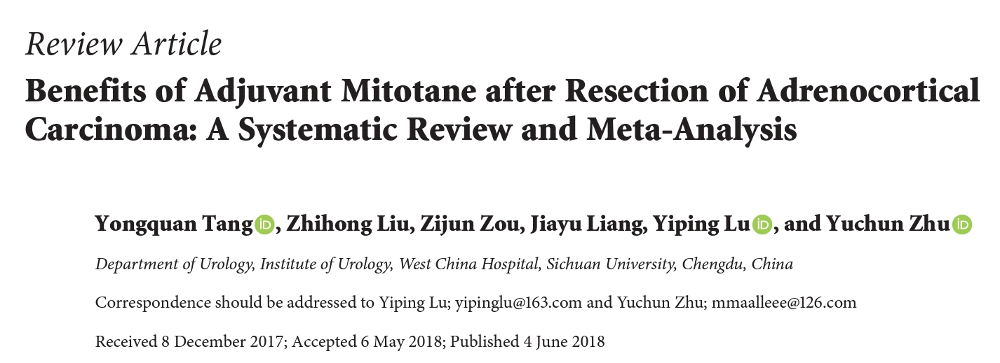 Review Article
Benefits of Adjuvant Mitotane after Resection of Adrenocortical
Carcinoma: A Systematic Review and Meta-Analysis
Yongquan Tang iD, Zhihong Liu, Zijun Zou, Jiayu Liang, Yiping Lu iD, and Yuchun Zhu iD
Department of Urology, Institute of Urology, West China Hospital, Sichuan University, Chengdu, China
Correspondence should be addressed to Yiping Lu; yipinglu@163.com and Yuchun Zhu; mmaalleee@126.com
Received 8 December 2017; Accepted 6 May 2018; Published 4 June 2018